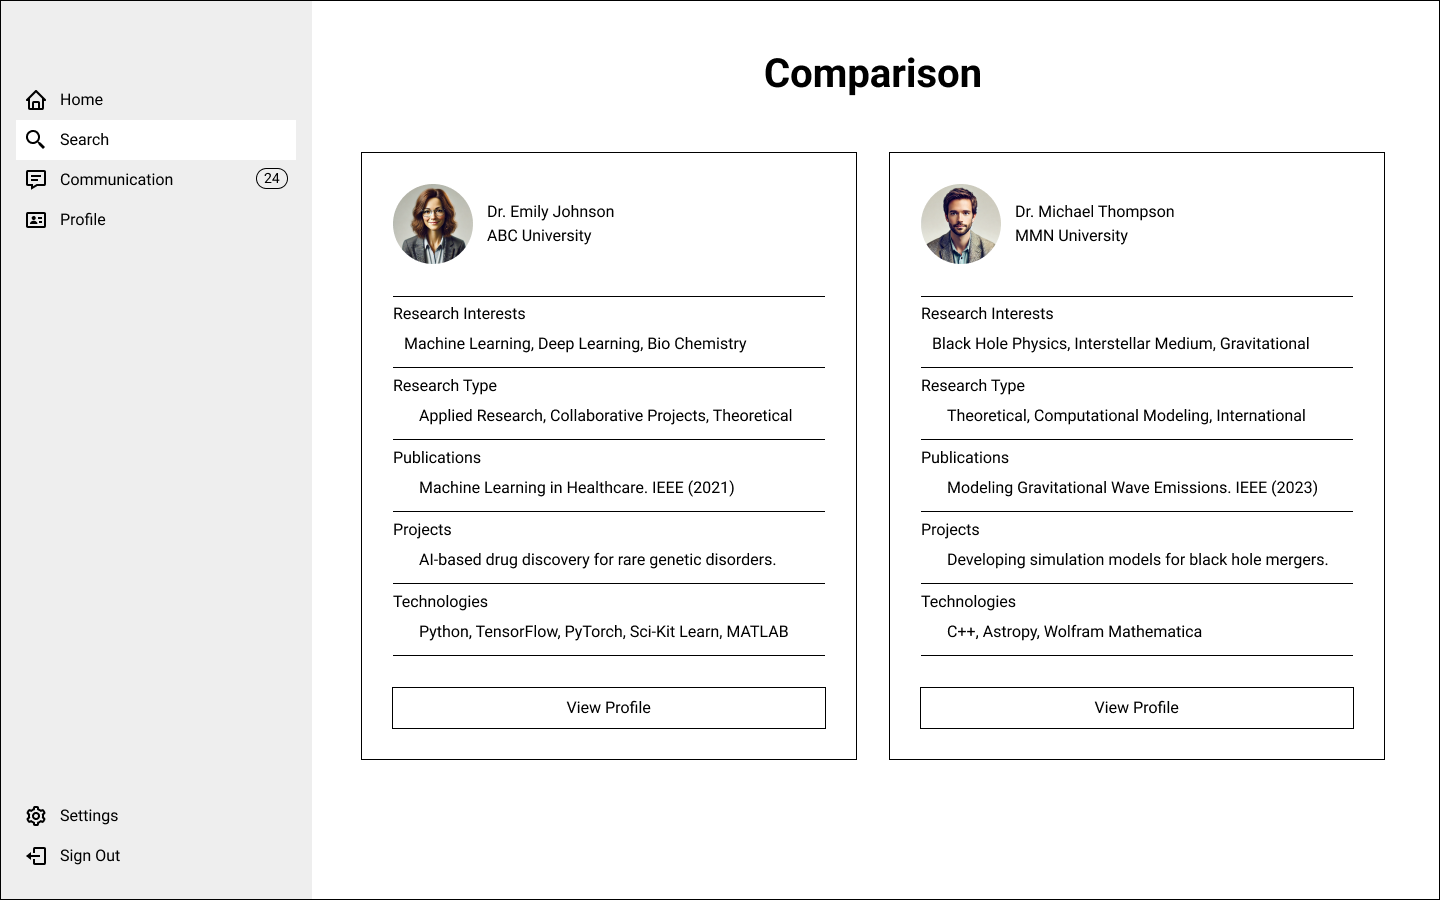 Home
Search
Communication
24
Profile
Settings
Sign Out
Comparison
Dr. Emily Johnson
ABC University
Research Interests
Machine Learning, Deep Learning, Bio Chemistry
Research Type
Applied Research, Collaborative Projects, Theoretical
Publications
Machine Learning in Healthcare. IEEE (2021)
Projects
AI-based drug discovery for rare genetic disorders.
Technologies
Python, TensorFlow, PyTorch, Sci-Kit Learn, MATLAB
View Profile
Dr. Michael Thompson
MMN University
Research Interests
Black Hole Physics, Interstellar Medium, Gravitational
Research Type
Theoretical, Computational Modeling, International
Publications
Modeling Gravitational Wave Emissions. IEEE (2023)
Projects
Developing simulation models for black hole mergers.
Technologies
C++, Astropy, Wolfram Mathematica
View Profile